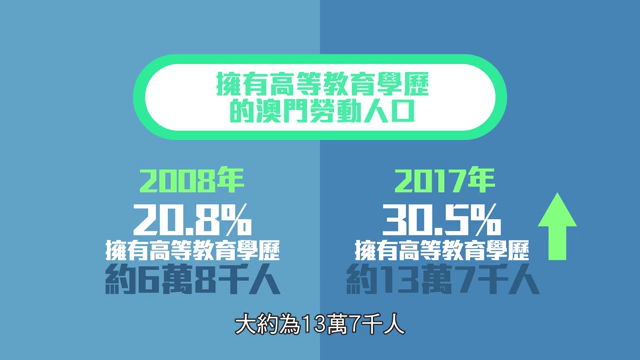 擁有高等教育學歷
的澳門勞動人口
2008年
20.8%
擁有高等教育學歷
約6萬8千人
2017年
30.5%
擁有高等教育學歷
約13萬7千人
大約為13萬7千人